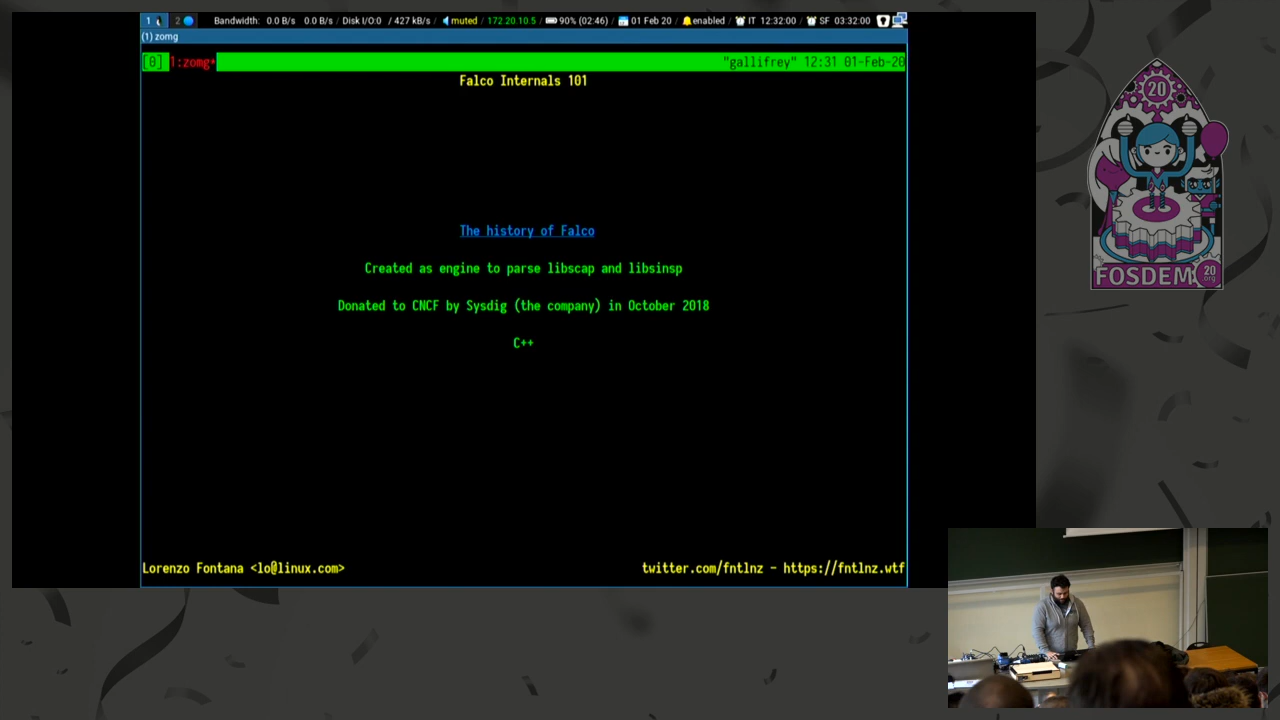 1 2 Bandwidth: 0.0 B/s 0.0 B/s / Disk I/O:0 / 427 kB/s / muted / 172.20.10.5 / 90% (02:46) / 01 Feb 20 / enabled / IT 12:32:00 / SF 03:32:00
(1) zomg
[0] 1:zomg* "gallifrey" 12:31 01-Feb-20
Falco Internals 101
The history of Falco
Created as engine to parse libscap and libsinsp
Donated to CNCF by Sysdig (the company) in October 2018
C++
Lorenzo Fontana <lo@linux.com> twitter.com/fntlnz - https://fntlnz.wtf
20
FOSDEM 20
.org